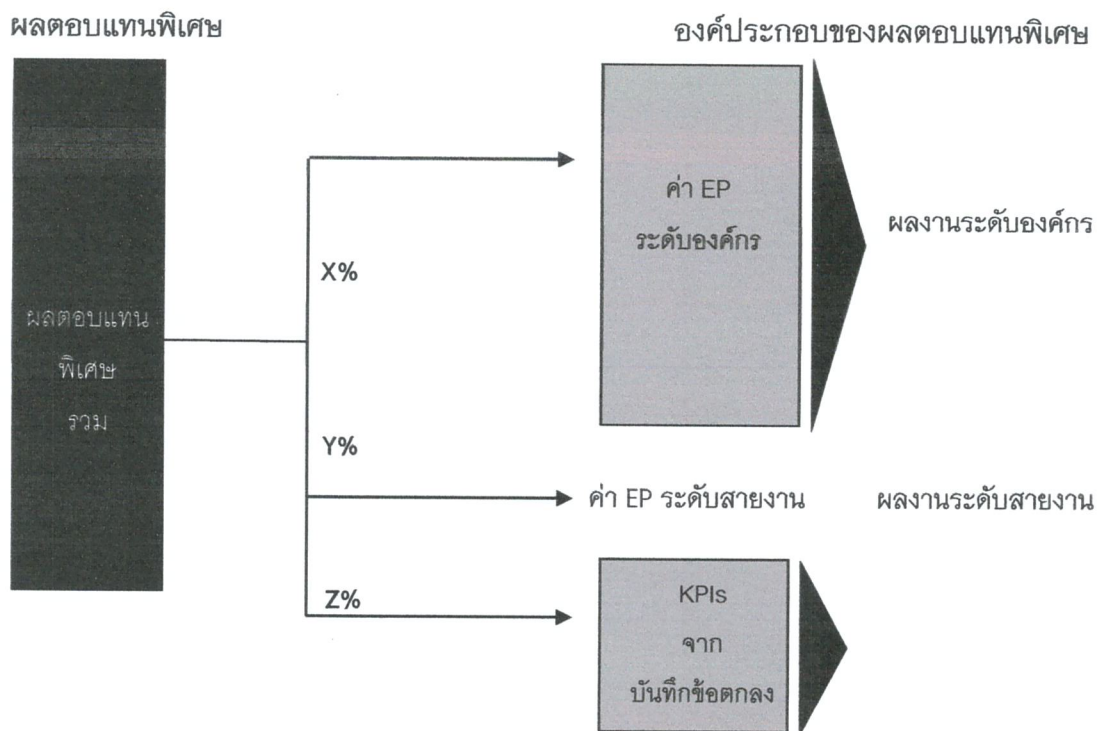 ผลตอบแทนพิเศษ
องค์ประกอบของผลตอบแทนพิเศษ
ผลตอบแทน
พิเศษ
รวม
X%
ค่า EP
ระดับองค์กร
ผลงานระดับองค์กร
Y%
ค่า EP ระดับสายงาน
ผลงานระดับสายงาน
Z%
KPIs
จาก
บันทึกข้อตกลง